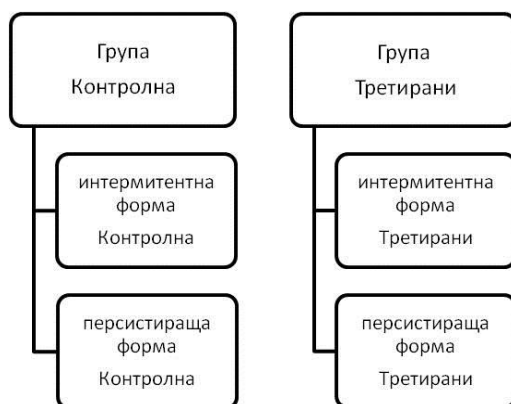 Група
Контролна
интермитентна
форма
Контролна
персистираща
форма
Контролна
Група
Третирани
интермитентна
форма
Третирани
персистираща
форма
Третирани